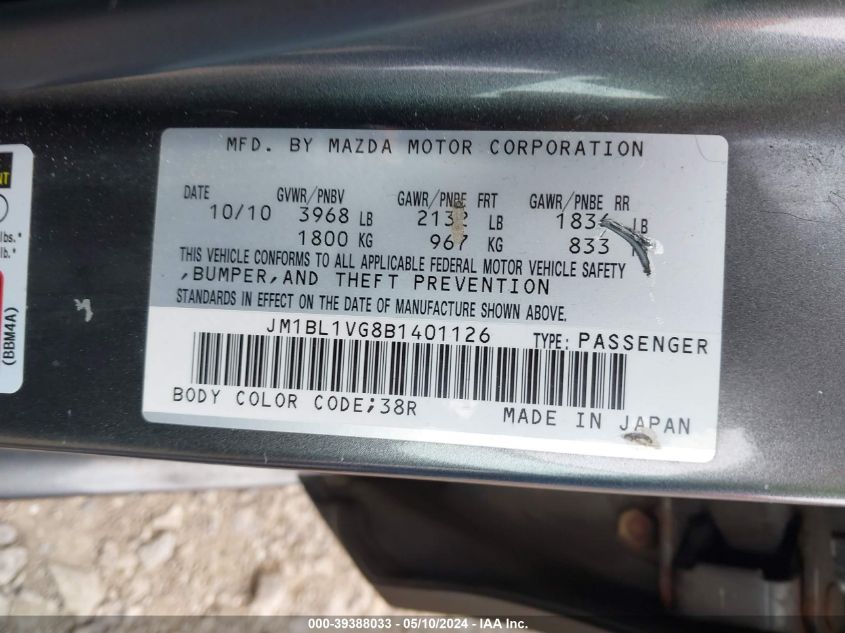 MFD. BY MAZDA MOTOR CORPORATION
DATE GVWR/PNBV GAWR/PNBE FRT GAWR/PNBE RR
10/10 3968 LB LB LB
1800 KG 967 KG 833
THIS VEHICLE CONFORMS TO ALL APPLICABLE FEDERAL MOTOR VEHICLE SAFETY
,BUMPER,AND THEFT PREVENTION
STANDARDS IN EFFECT ON THE DATE OF MANUFACTURE SHOWN ABOVE.
JM1BL1VG8B1401126 TYPE: PASSENGER
BODY COLOR CODE;38R MADE IN JAPAN
lbs.*
lb.*
(BBM4A)
000-39388033 - 05/10/2024 - IAA, Inc.